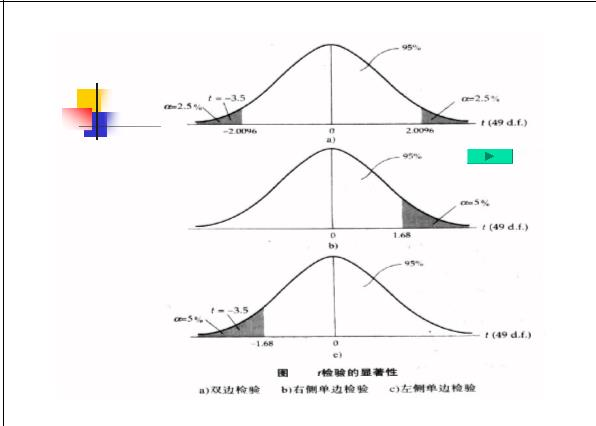 95%
α=2.5%
t = −3.5
α=2.5%
−2.0096
0
2.0096
t (49 d.f.)
a)
95%
α=5%
0
1.68
t (49 d.f.)
b)
95%
α=5%
t = −3.5
−1.68
0
t (49 d.f.)
c)
图 t检验的显著性
a)双边检验 b)右侧单边检验 c)左侧单边检验